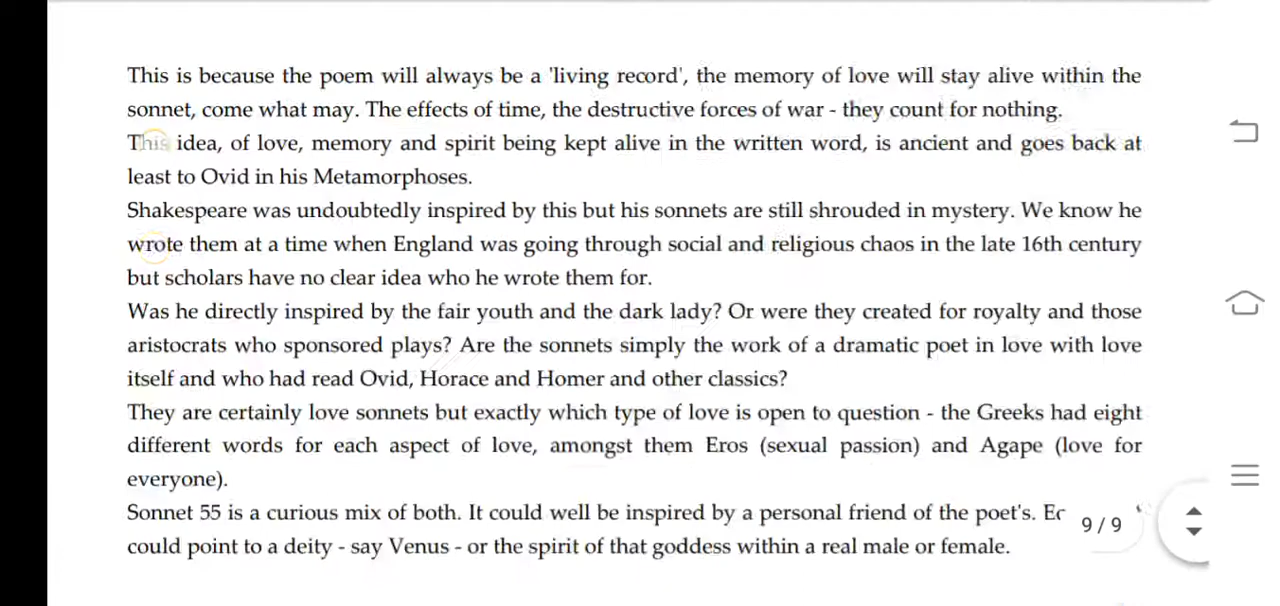 This is because the poem will always be a 'living record', the memory of love will stay alive within the
sonnet, come what may. The effects of time, the destructive forces of war - they count for nothing.
This idea, of love, memory and spirit being kept alive in the written word, is ancient and goes back at
least to Ovid in his Metamorphoses.
Shakespeare was undoubtedly inspired by this but his sonnets are still shrouded in mystery. We know he
wrote them at a time when England was going through social and religious chaos in the late 16th century
but scholars have no clear idea who he wrote them for.
Was he directly inspired by the fair youth and the dark lady? Or were they created for royalty and those
aristocrats who sponsored plays? Are the sonnets simply the work of a dramatic poet in love with love
itself and who had read Ovid, Horace and Homer and other classics?
They are certainly love sonnets but exactly which type of love is open to question - the Greeks had eight
different words for each aspect of love, amongst them Eros (sexual passion) and Agape (love for
everyone).
Sonnet 55 is a curious mix of both. It could well be inspired by a personal friend of the poet's.
could point to a deity - say Venus - or the spirit of that goddess within a real male or female.
9 / 9